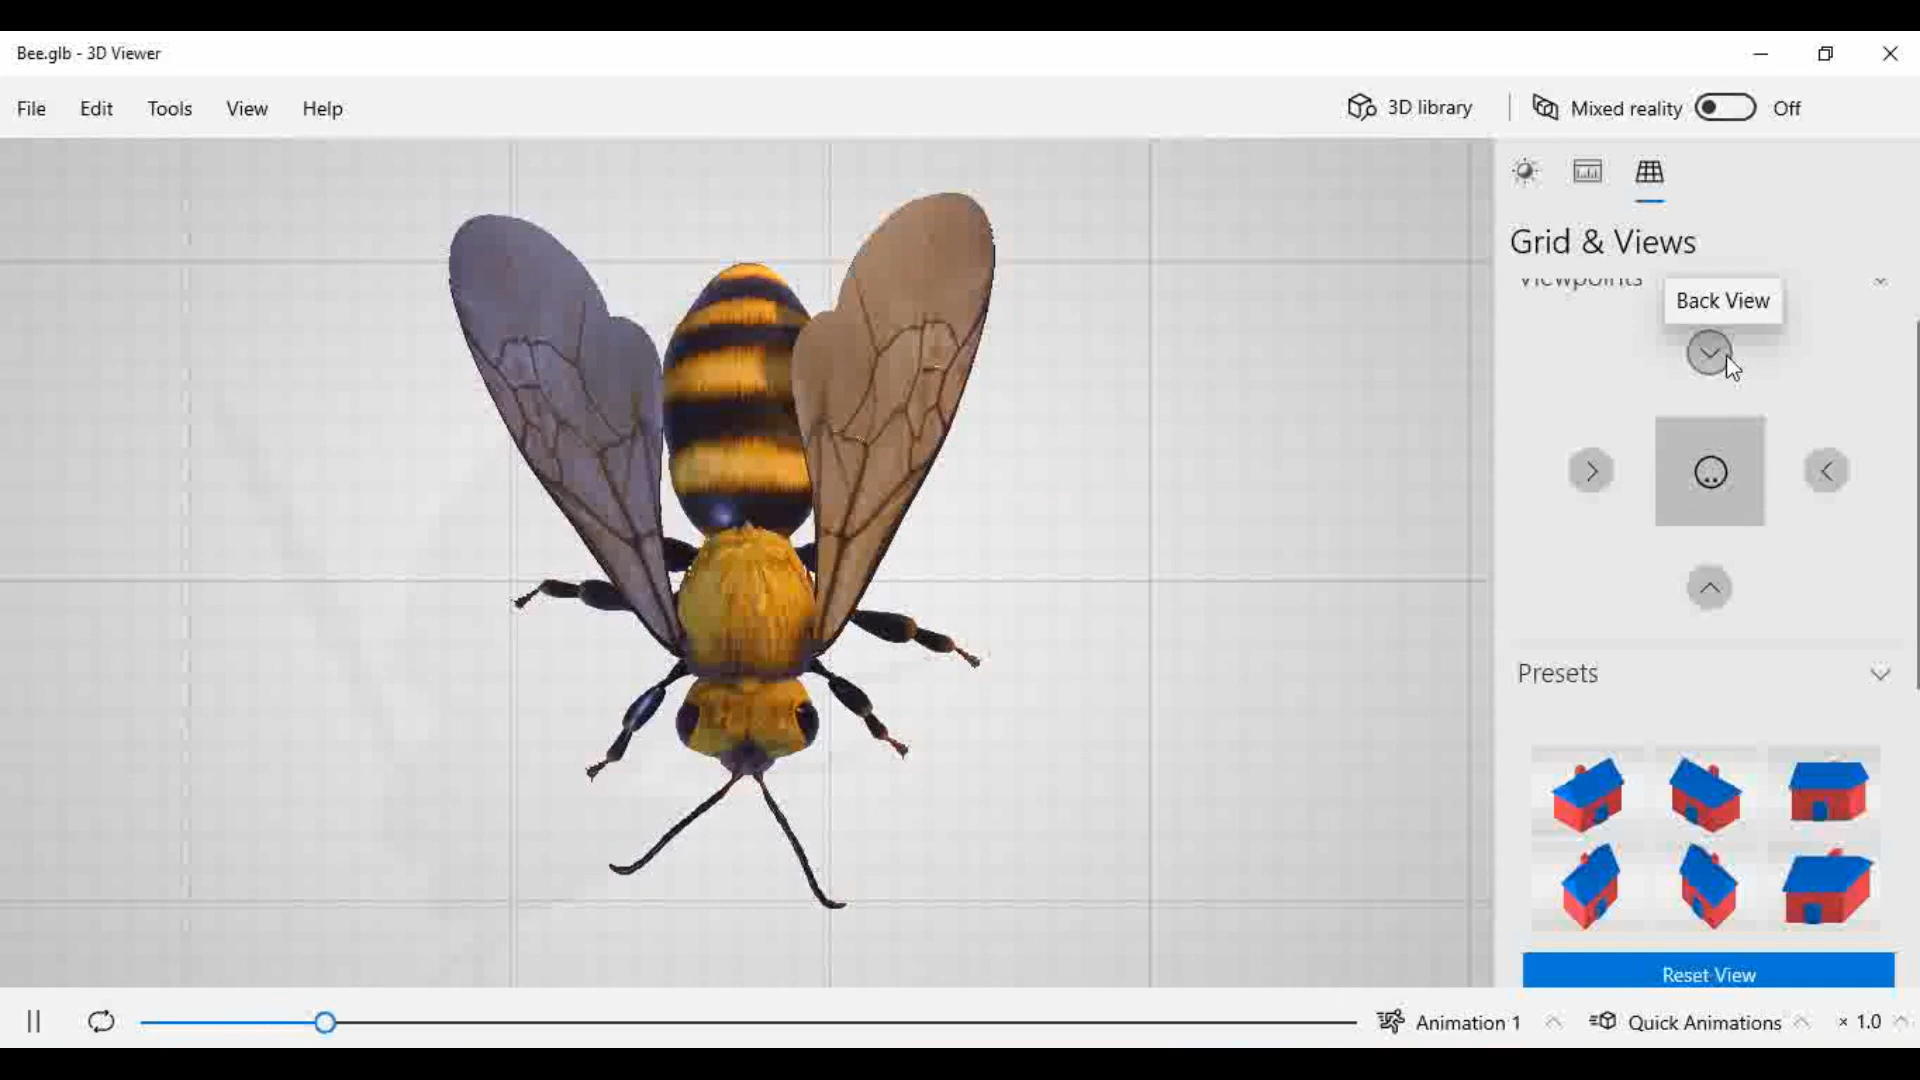 Bee.glb - 3D Viewer
File Edit Tools View Help
3D library
Mixed reality Off
Grid & Views
Viewpoints
Back View
Presets
Reset View
Animation 1 Quick Animations × 1.0